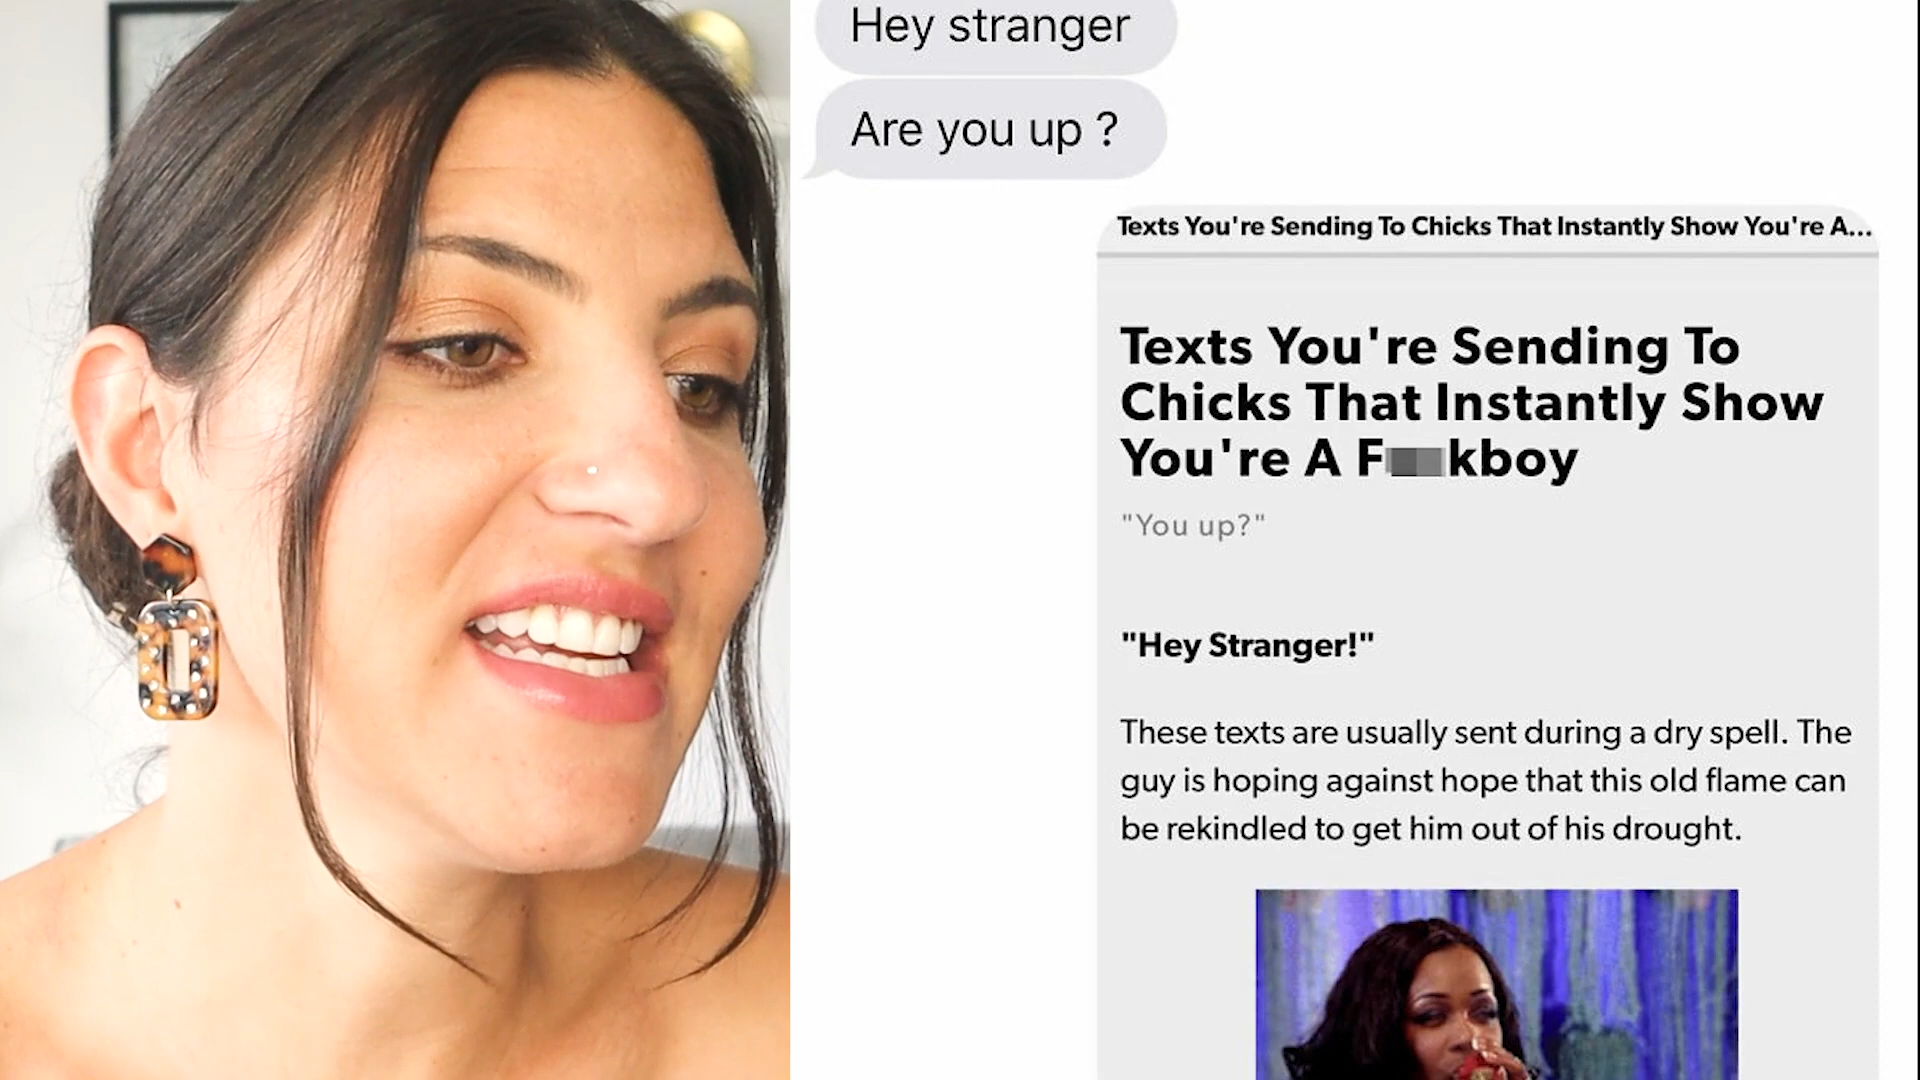 Hey stranger
Are you up ?
Texts You're Sending To Chicks That Instantly Show You're A...
Texts You're Sending To
Chicks That Instantly Show
You're A F kboy
"You up?"
"Hey Stranger!"
These texts are usually sent during a dry spell. The
guy is hoping against hope that this old flame can
be rekindled to get him out of his drought.